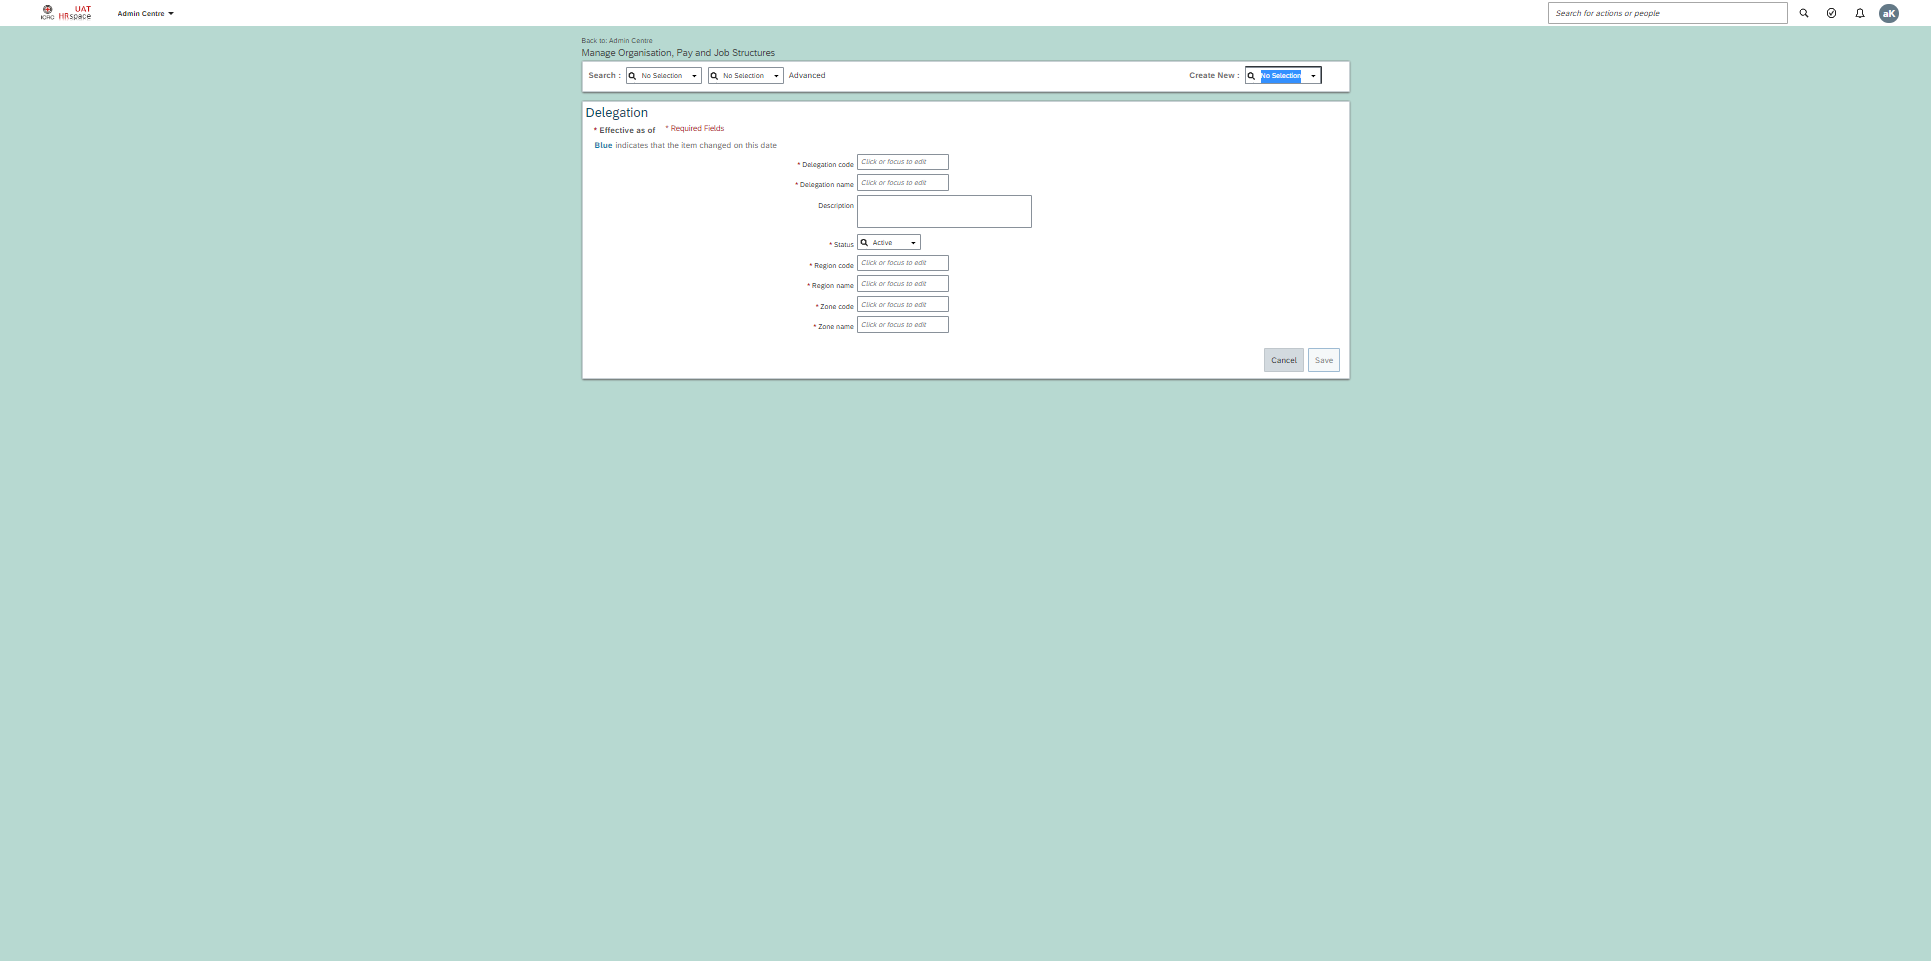 UAT
ICRC HRspace
Admin Centre
Search for actions or people
aK
Back to: Admin Centre
Manage Organisation, Pay and Job Structures
Search : No Selection No Selection Advanced
Create New : No Selection
Delegation
* Effective as of * Required Fields
Blue indicates that the item changed on this date
* Delegation code Click or focus to edit
* Delegation name Click or focus to edit
Description
* Status Active
* Region code Click or focus to edit
* Region name Click or focus to edit
* Zone code Click or focus to edit
* Zone name Click or focus to edit
Cancel Save